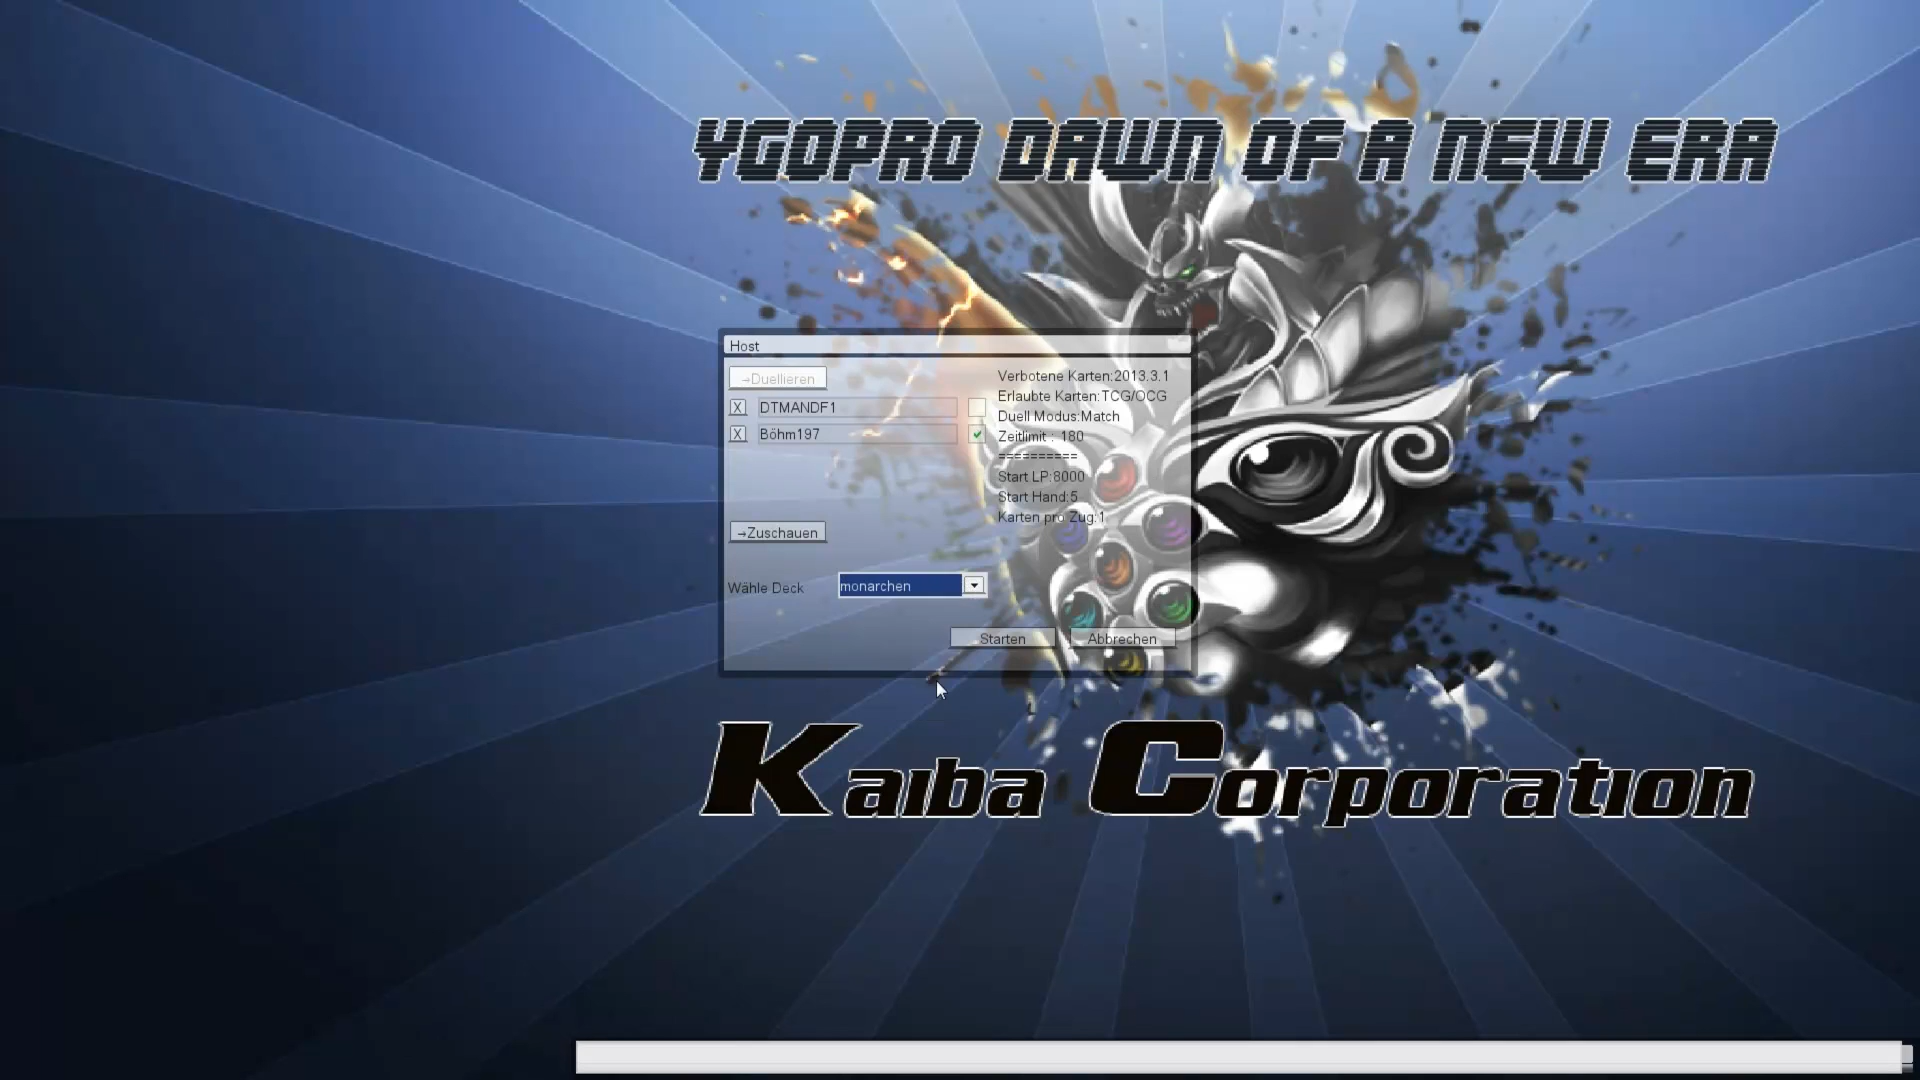 YGOPRO DAWN OF A NEW ERA
Host
→Duellieren
X DTMANDF1
X Böhm197
Verbotene Karten:2013.3.1
Erlaubte Karten:TCG/OCG
Duell Modus:Match
Zeitlimit : 180
==========
Start LP:8000
Start Hand:5
Karten pro Zug:1
→Zuschauen
Wähle Deck monarchen
Starten Abbrechen
Kaiba Corporation